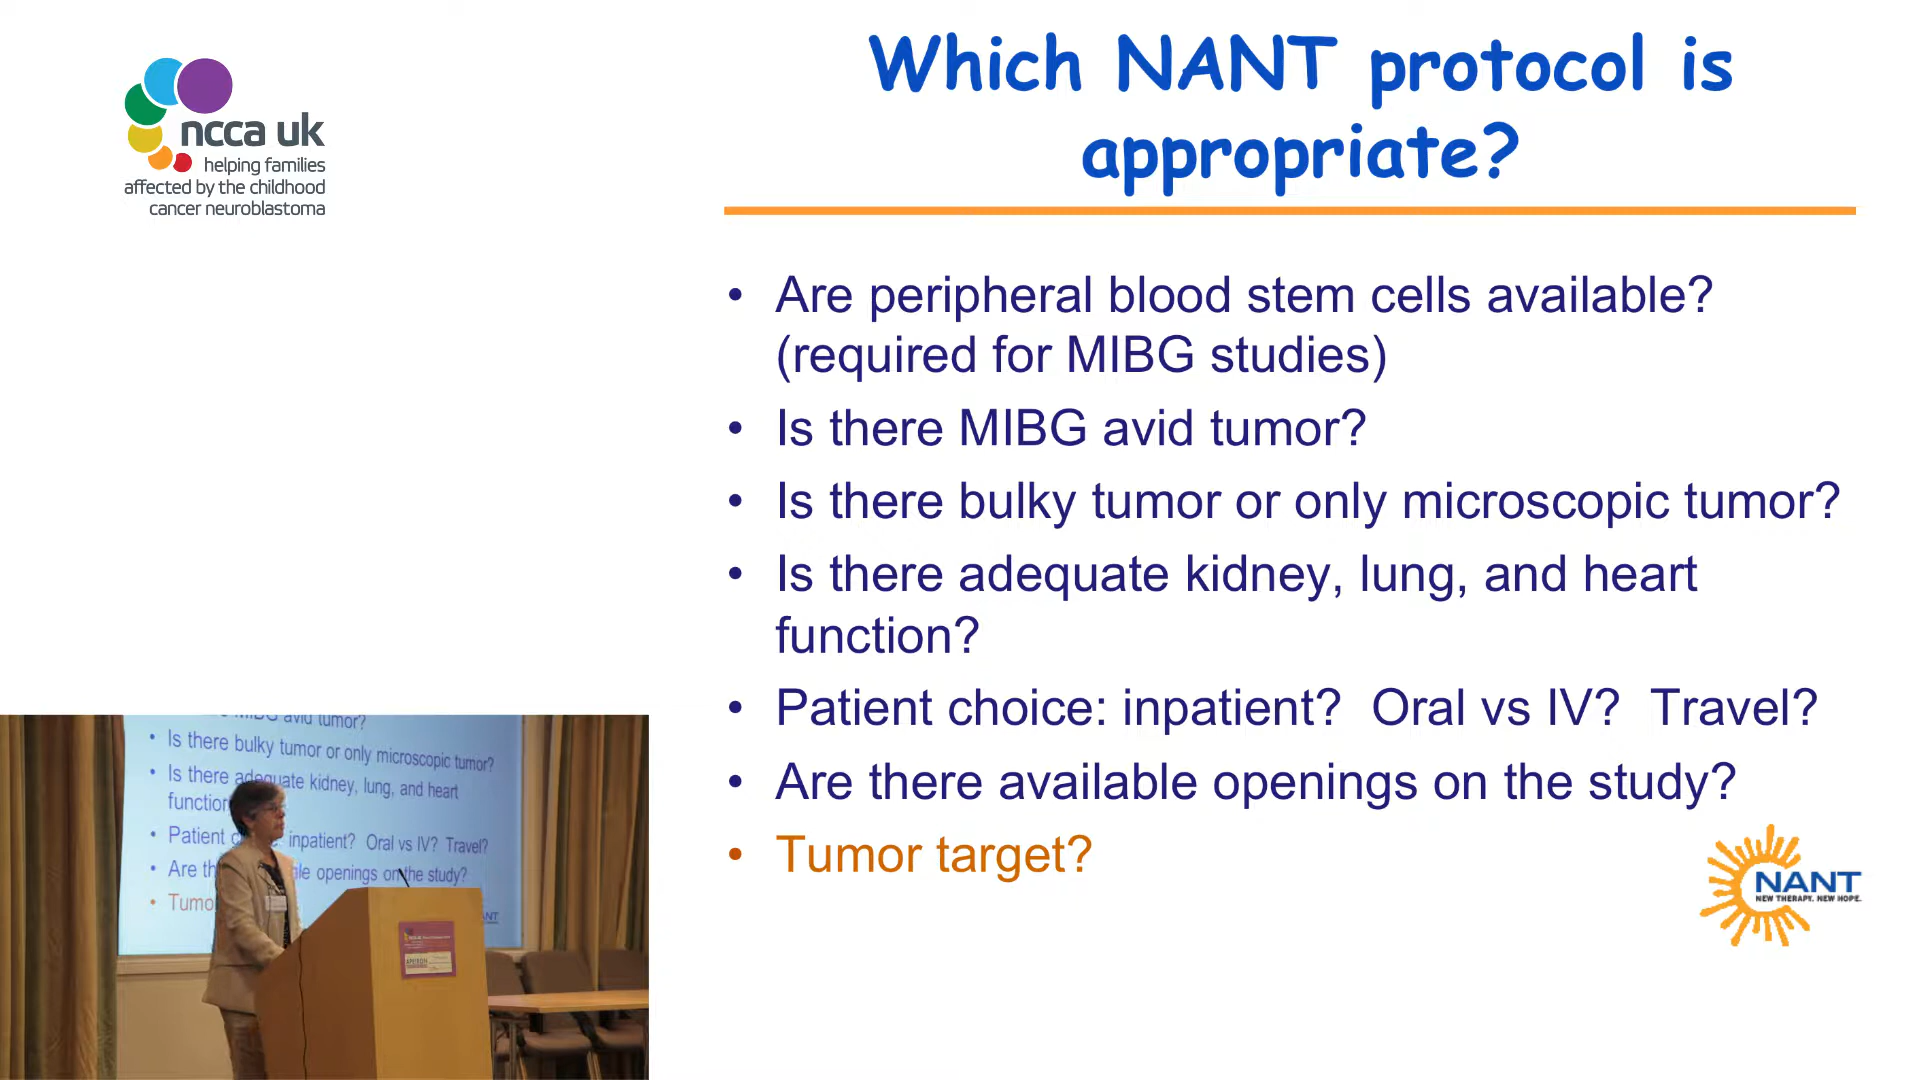 ncca uk
helping families
affected by the childhood
cancer neuroblastoma
Which NANT protocol is
appropriate?
• Are peripheral blood stem cells available?
(required for MIBG studies)
• Is there MIBG avid tumor?
• Is there bulky tumor or only microscopic tumor?
• Is there adequate kidney, lung, and heart
function?
• Patient choice: inpatient?  Oral vs IV?  Travel?
• Are there available openings on the study?
• Tumor target?
NANT
NEW THERAPY. NEW HOPE.
MIBG avid tumor?
• Is there bulky tumor or only microscopic tumor?
• Is there adequate kidney, lung, and heart
function
• Patient inpatient? Oral vs IV? Travel?
• Are openings on the study?
• Tumo